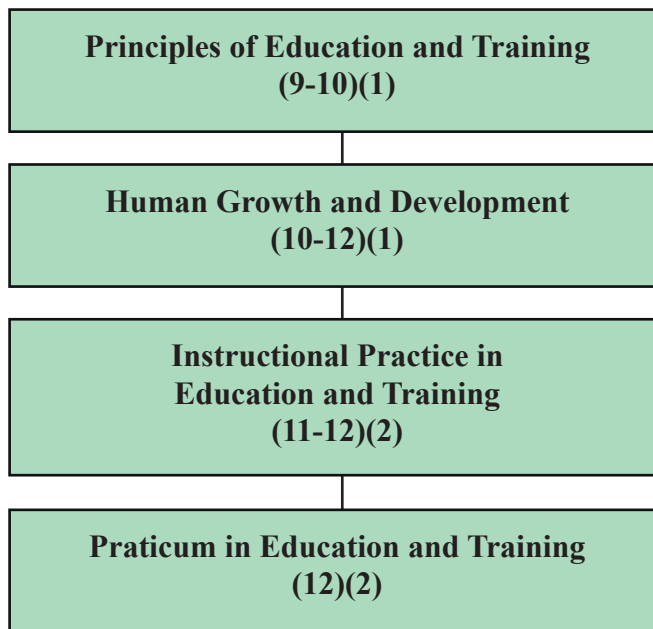 Principles of Education and Training
(9-10)(1)
Human Growth and Development
(10-12)(1)
Instructional Practice in
Education and Training
(11-12)(2)
Praticum in Education and Training
(12)(2)